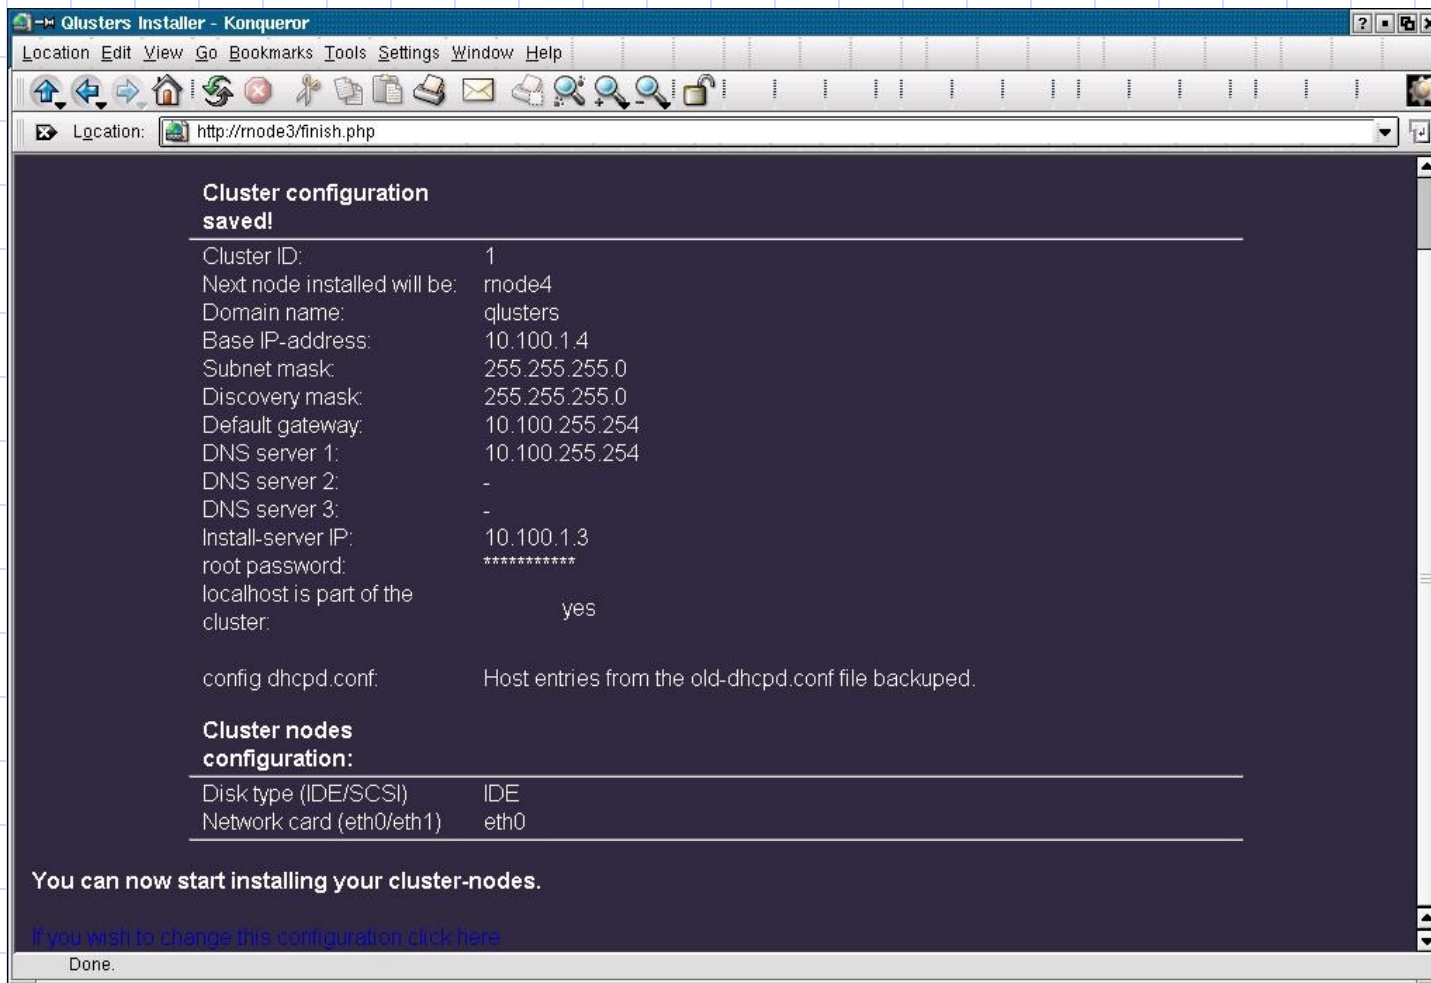 Qlusters Installer - Konqueror
Location Edit View Go Bookmarks Tools Settings Window Help
Location: http://rnode3/finish.php
Cluster configuration
saved!
Cluster ID: 1
Next node installed will be: rnode4
Domain name: qlusters
Base IP-address: 10.100.1.4
Subnet mask: 255.255.255.0
Discovery mask: 255.255.255.0
Default gateway: 10.100.255.254
DNS server 1: 10.100.255.254
DNS server 2: -
DNS server 3: -
Install-server IP: 10.100.1.3
root password: ***********
localhost is part of the
cluster: yes
config dhcpd.conf: Host entries from the old-dhcpd.conf file backuped.
Cluster nodes
configuration:
Disk type (IDE/SCSI) IDE
Network card (eth0/eth1) eth0
You can now start installing your cluster-nodes.
If you wish to change this configuration click here
Done.